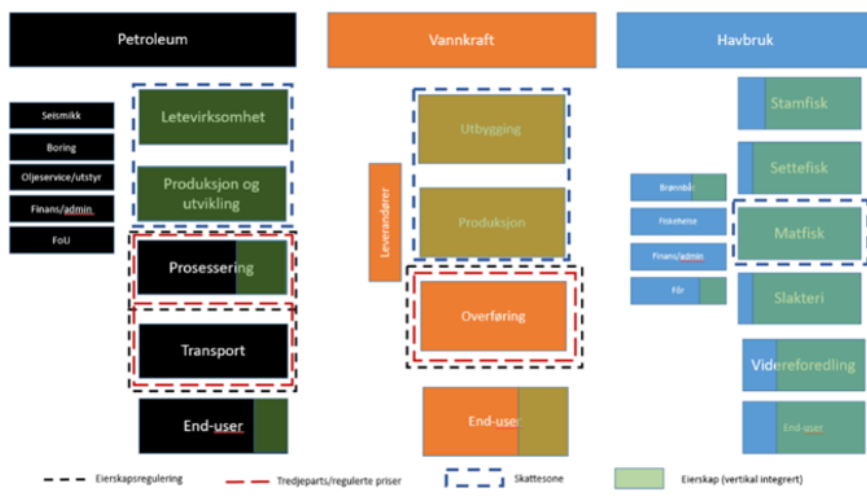 Petroleum
Vannkraft
Havbruk
Seismikk
Boring
Oljeservice/utstyr
Finans/admin
FoU
Letevirksomhet
Produksjon og
utvikling
Prosessering
Transport
End-user
Leverandører
Utbygging
Produksjon
Overføring
End-user
Brønnbåt
Fiskehelse
Finans/admin
Fôr
Stamfisk
Settefisk
Matfisk
Slakteri
Videreforedling
End-user
Eierskapsregulering
Tredjeparts/regulerte priser
Skattesone
Eierskap (vertikal integrert)